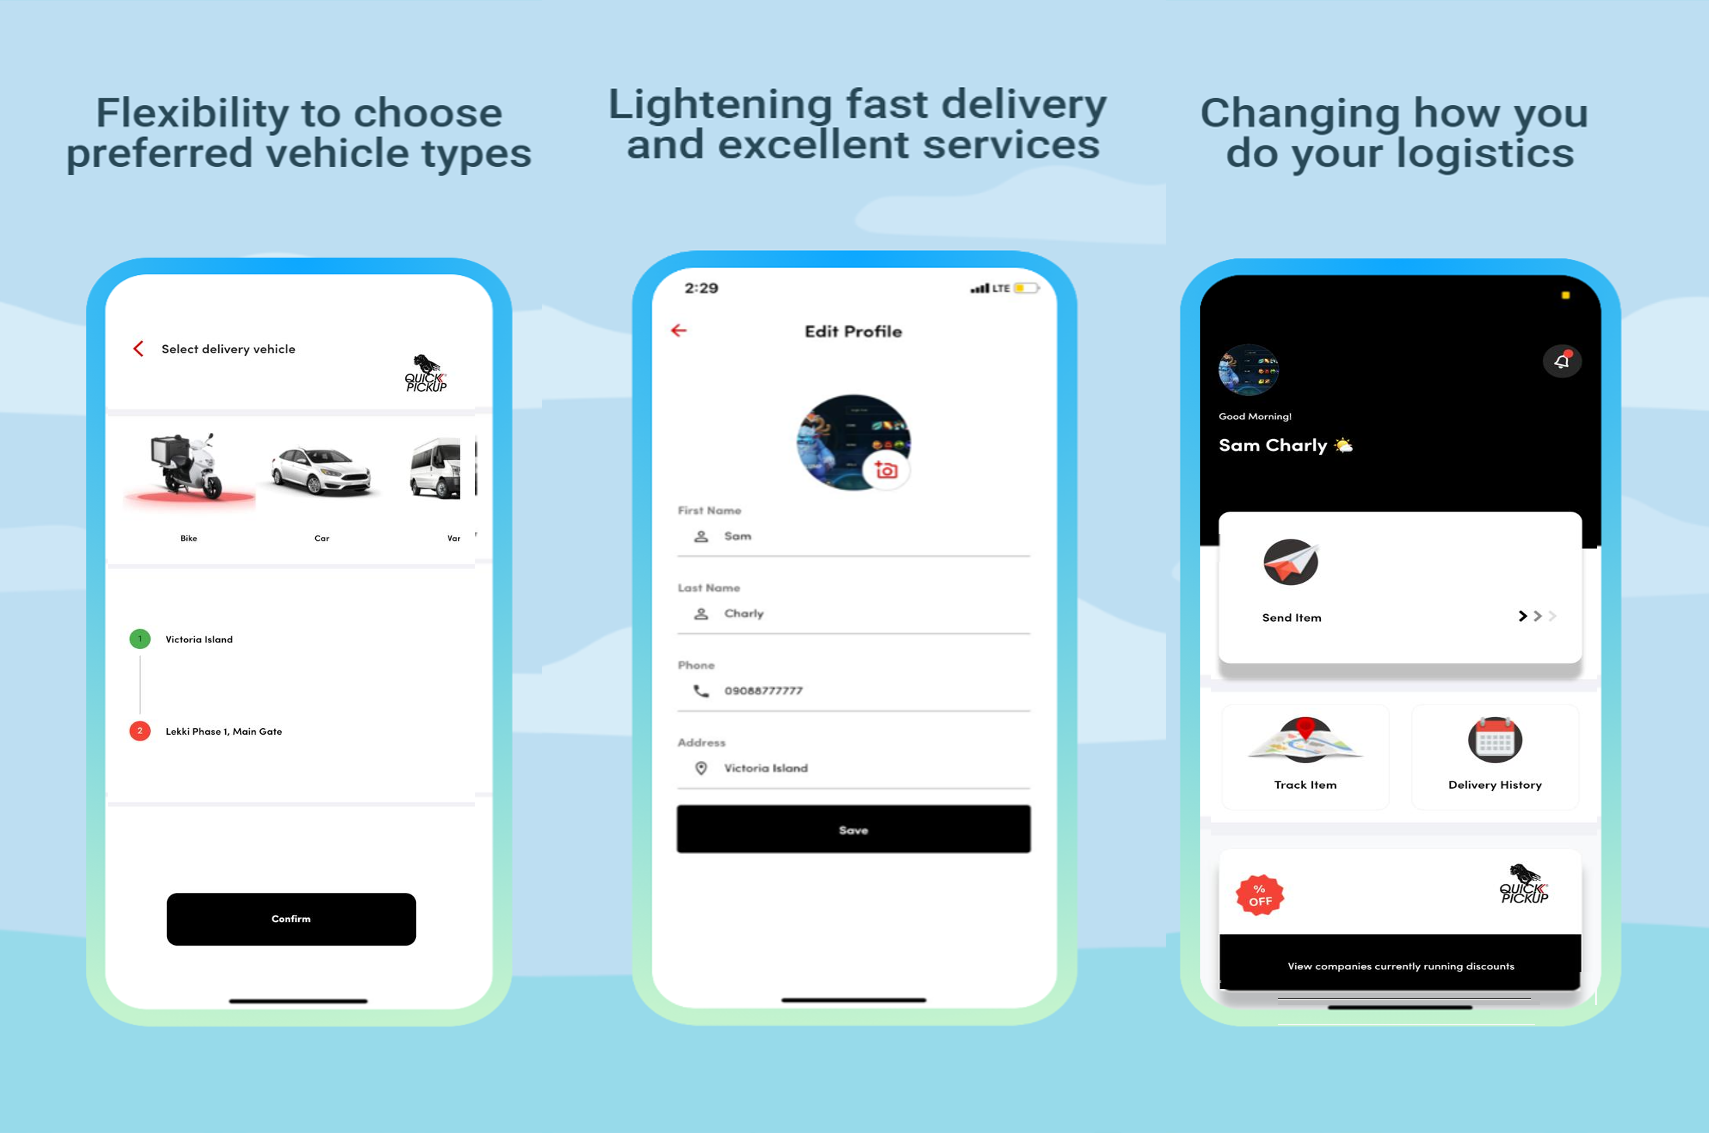 Flexibility to choose
preferred vehicle types
Select delivery vehicle
QUICK
PICKUP
Bike
Car
Van
1
Victoria Island
2
Lekki Phase 1, Main Gate
Confirm
Lightening fast delivery
and excellent services
2:29
LTE
Edit Profile
First Name
Sam
Last Name
Charly
Phone
09088777777
Address
Victoria Island
Save
Changing how you
do your logistics
Good Morning!
Sam Charly 🌤️
Send Item
Track Item
Delivery History
%
OFF
QUICK
PICKUP
View companies currently running discounts